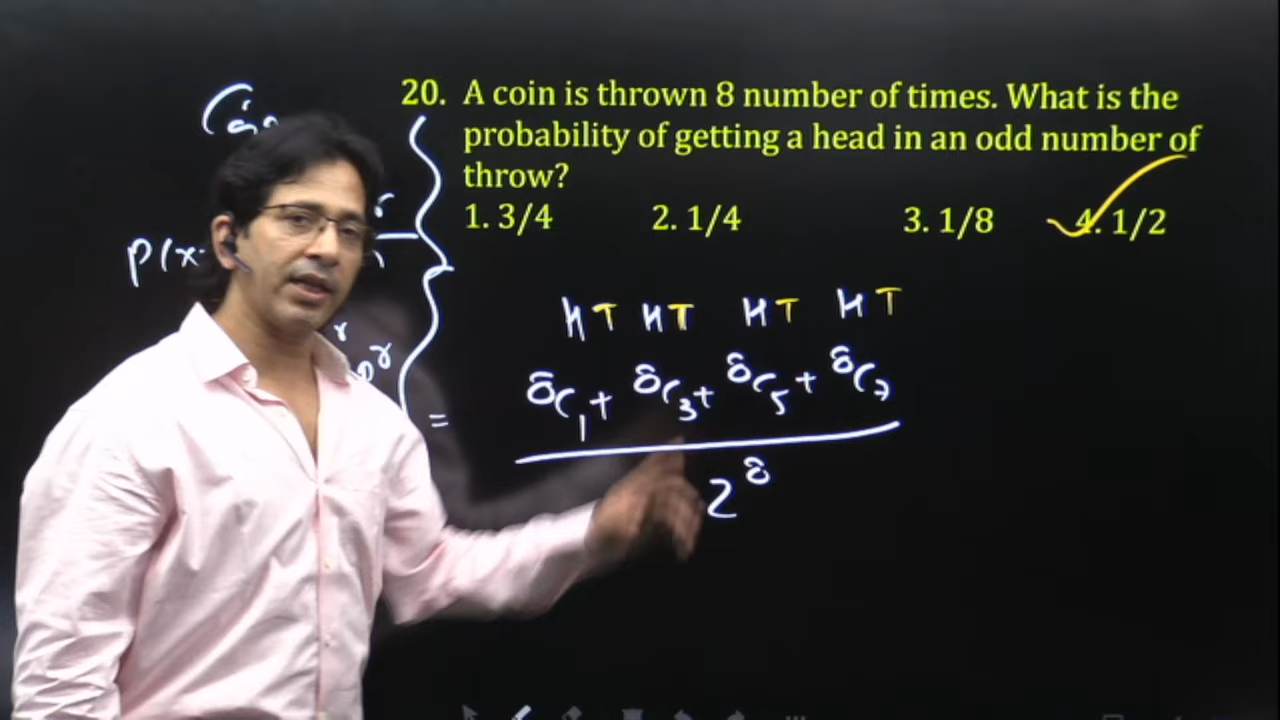 20. A coin is thrown 8 number of times. What is the
probability of getting a head in an odd number of
throw?
1. 3/4 2. 1/4 3. 1/8 4. 1/2
P(x
H T H T H T H T
= 8C1 + 8C3 + 8C5 + 8C7
2^8